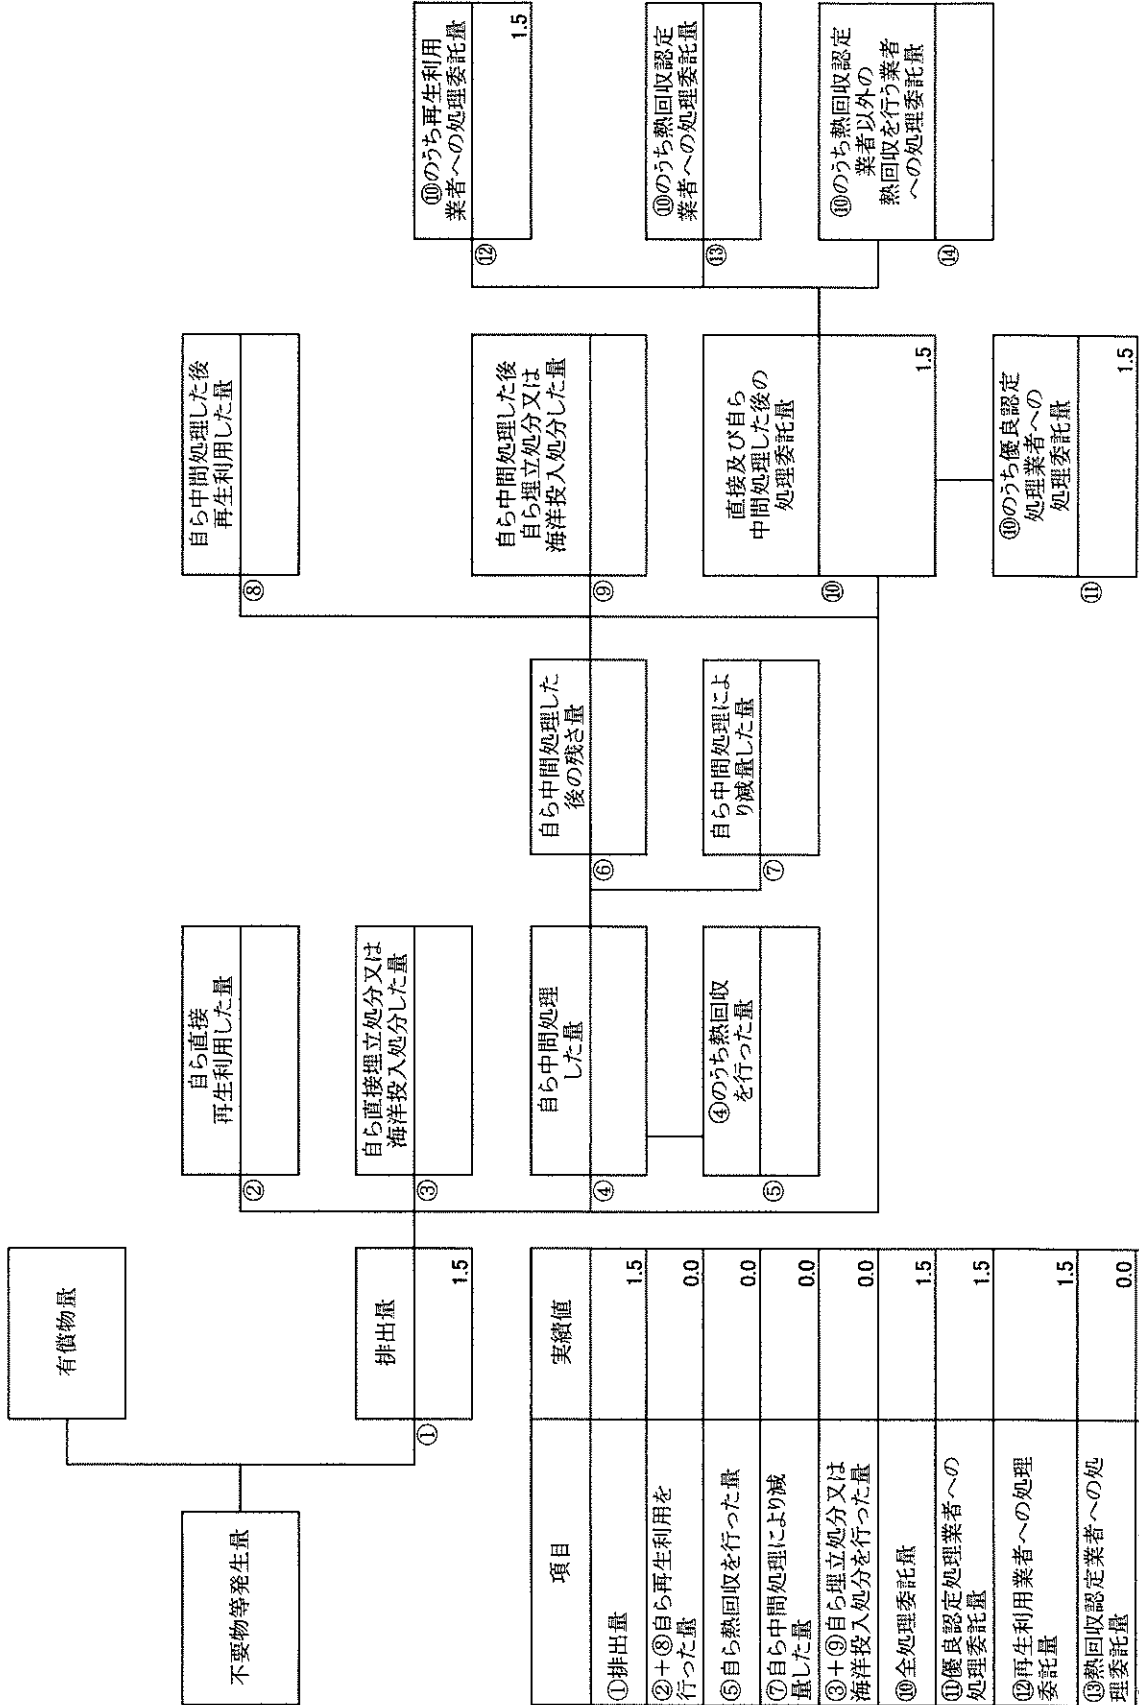 有償物量
不要物等発生量
①
排出量
1.5
②
自ら直接
再生利用した量
③
自ら直接埋立処分又は
海洋投入処分した量
④
自ら中間処理
した量
⑤
④のうち熱回収
を行った量
⑥
自ら中間処理した
後の残さ量
⑦
自ら中間処理によ
り減量した量
⑧
自ら中間処理した後
再生利用した量
⑨
自ら中間処理した後
自ら埋立処分又は
海洋投入処分した量
⑩
直接及び自ら
中間処理した後の
処理委託量
1.5
⑪
⑩のうち優良認定
処理業者への
処理委託量
1.5
⑫
⑩のうち再生利用
業者への処理委託量
1.5
⑬
⑩のうち熱回収認定
業者への処理委託量
⑭
⑩のうち熱回収認定
業者以外の
熱回収を行う業者
への処理委託量
項目
実績値
①排出量
1.5
②+⑧自ら再生利用を
行った量
0.0
⑤自ら熱回収を行った量
0.0
⑦自ら中間処理により減
量した量
0.0
③+⑨自ら埋立処分又は
海洋投入処分を行った量
0.0
⑩全処理委託量
1.5
⑪優良認定処理業者への
処理委託量
1.5
⑫再生利用業者への処理
委託量
1.5
⑬熱回収認定業者への処
理委託量
0.0